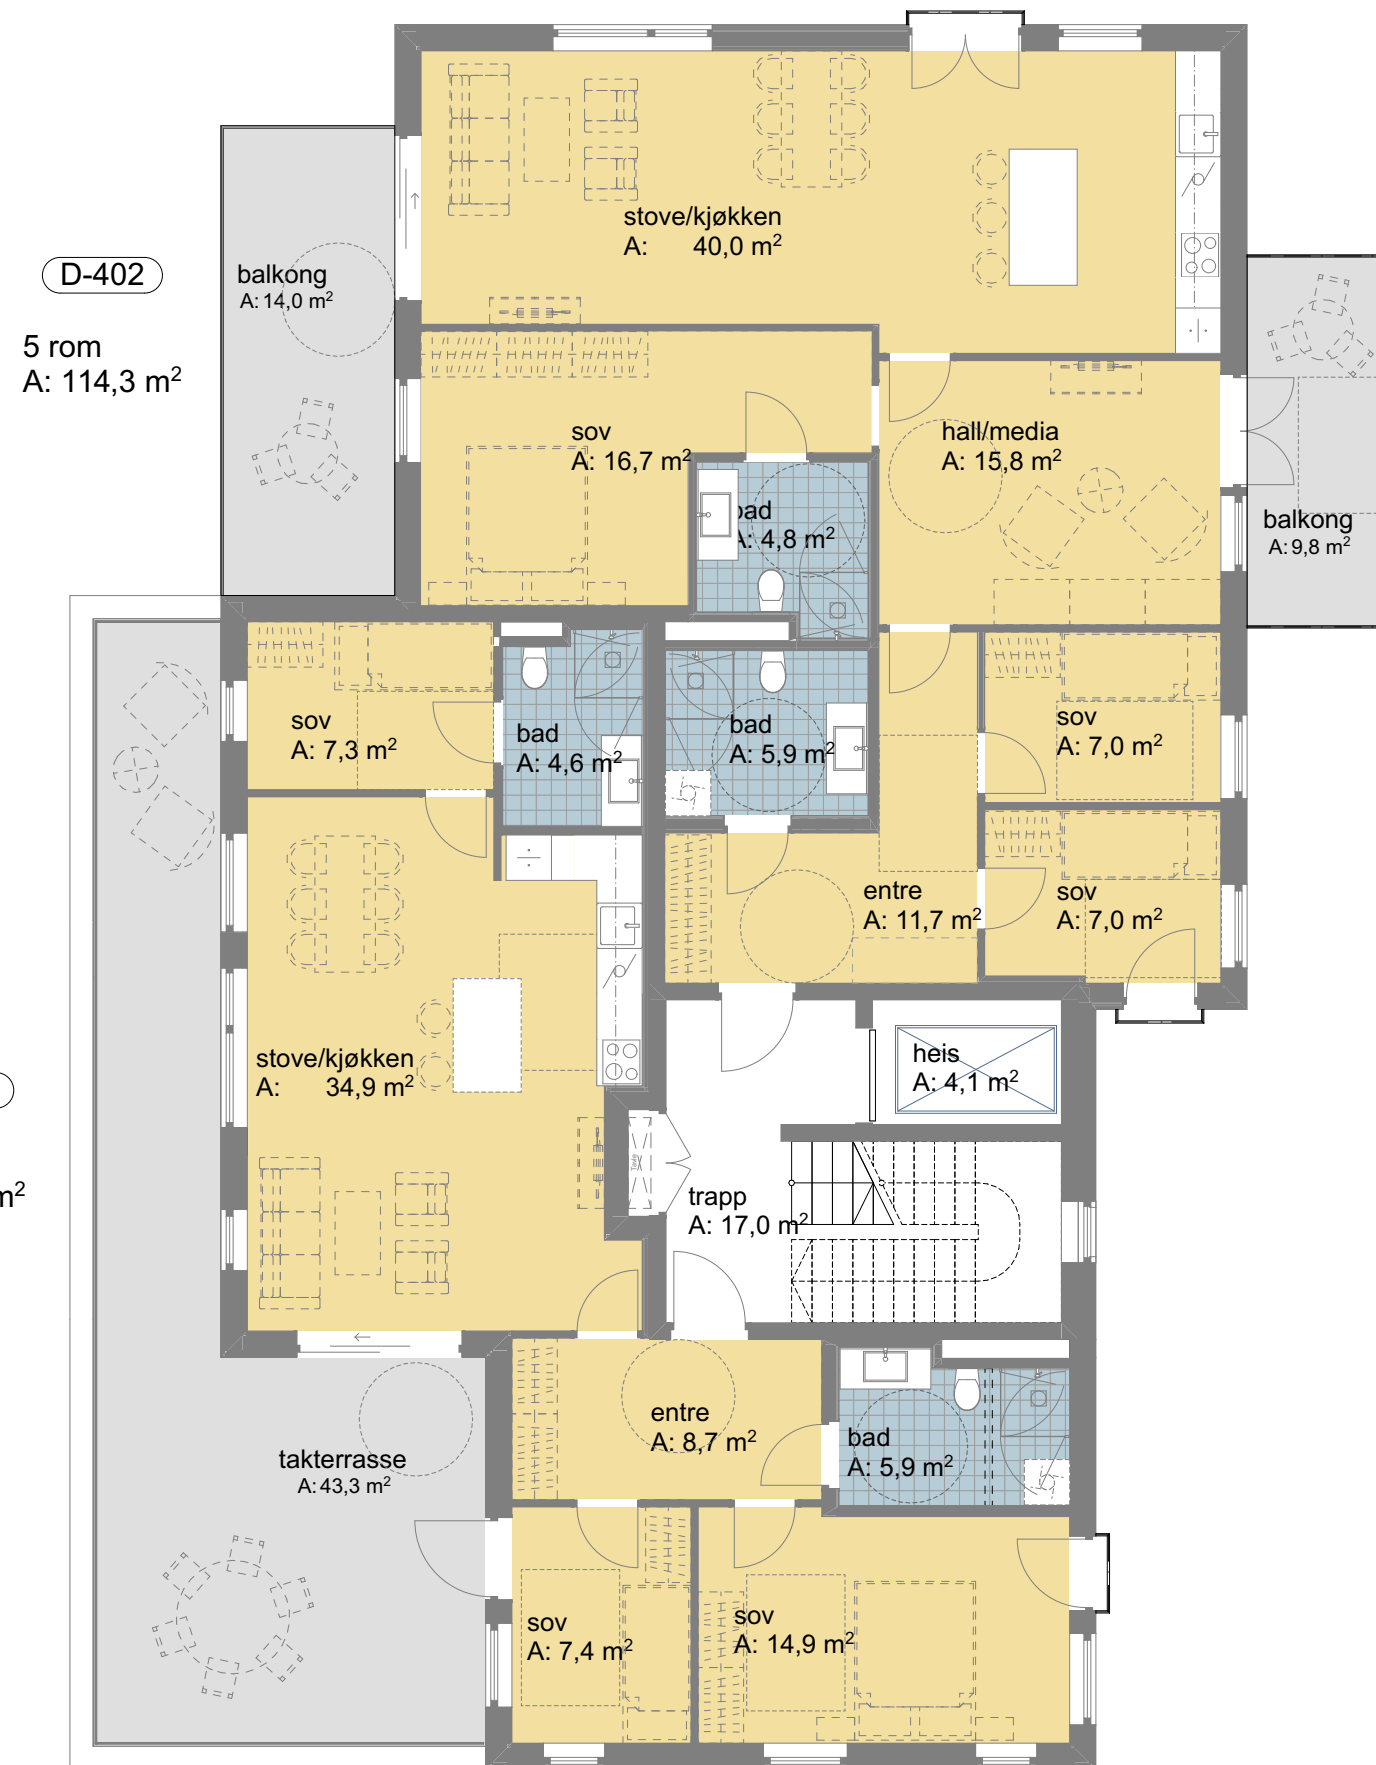 stove/kjøkken
A: 40,0 m²
D-402
5 rom
A: 114,3 m²
balkong
A: 14,0 m²
sov
A: 16,7 m²
hall/media
A: 15,8 m²
bad
A: 4,8 m²
balkong
A: 9,8 m²
sov
A: 7,3 m²
bad
A: 4,6 m²
bad
A: 5,9 m²
sov
A: 7,0 m²
entre
A: 11,7 m²
sov
A: 7,0 m²
stove/kjøkken
A: 34,9 m²
heis
A: 4,1 m²
m²
trapp
A: 17,0 m²
entre
A: 8,7 m²
bad
A: 5,9 m²
takterrasse
A: 43,3 m²
sov
A: 7,4 m²
sov
A: 14,9 m²